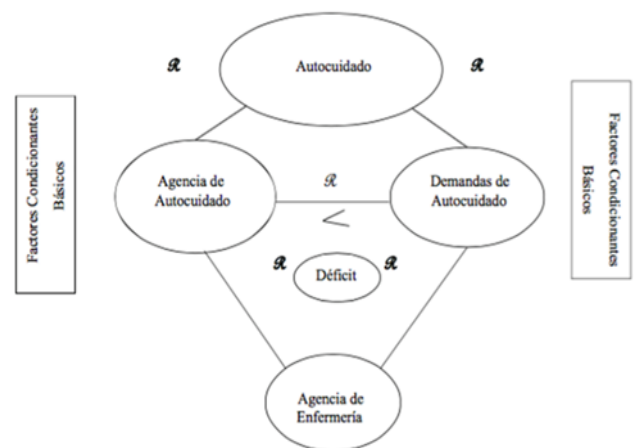 ℛ
Autocuidado
ℛ
Factores Condicionantes
Básicos
Agencia de
Autocuidado
ℛ
<
Demandas de
Autocuidado
Factores Condicionantes
Básicos
ℛ
Déficit
ℛ
Agencia de
Enfermería